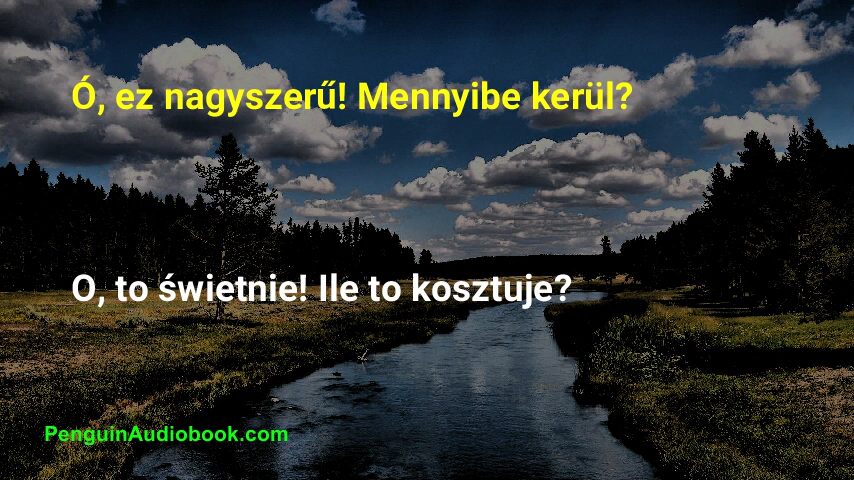 Ó, ez nagyszerű! Mennyibe kerül?
O, to świetnie! Ile to kosztuje?
PenguinAudiobook.com